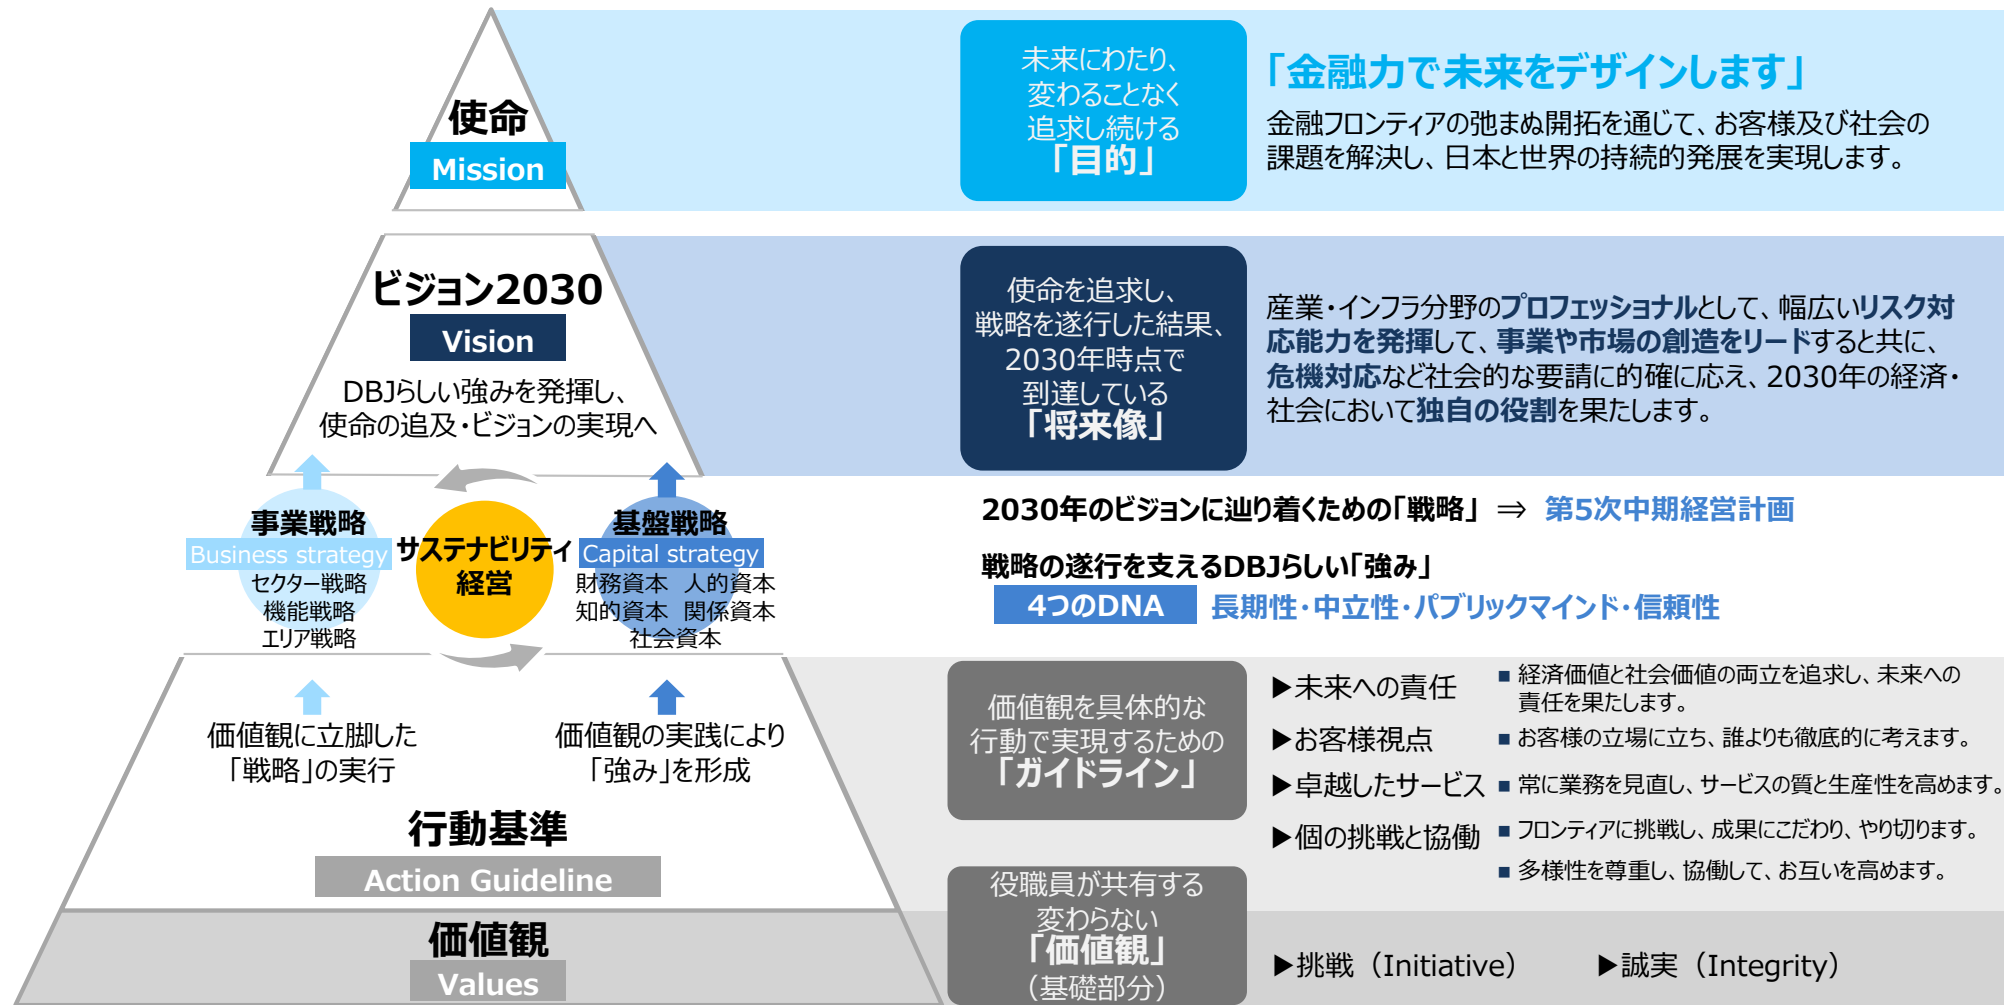 使命
Mission
未来にわたり、
変わることなく
追求し続ける
「目的」
「金融力で未来をデザインします」
金融フロンティアの弛まぬ開拓を通じて、お客様及び社会の
課題を解決し、日本と世界の持続的発展を実現します。
ビジョン2030
Vision
DBJらしい強みを発揮し、
使命の追及・ビジョンの実現へ
使命を追求し、
戦略を遂行した結果、
2030年時点で
到達している
「将来像」
産業・インフラ分野のプロフェッショナルとして、幅広いリスク対
応能力を発揮して、事業や市場の創造をリードすると共に、
危機対応など社会的な要請に的確に応え、2030年の経済・
社会において独自の役割を果たします。
事業戦略
Business strategy
セクター戦略
機能戦略
エリア戦略
サステナビリティ
経営
基盤戦略
Capital strategy
財務資本 人的資本
知的資本 関係資本
社会資本
2030年のビジョンに辿り着くための「戦略」 ⇒ 第5次中期経営計画
戦略の遂行を支えるDBJらしい「強み」
4つのDNA 長期性・中立性・パブリックマインド・信頼性
価値観に立脚した
「戦略」の実行
価値観の実践により
「強み」を形成
行動基準
Action Guideline
価値観を具体的な
行動で実現するための
「ガイドライン」
▶未来への責任
■ 経済価値と社会価値の両立を追求し、未来への
責任を果たします。
▶お客様視点
■ お客様の立場に立ち、誰よりも徹底的に考えます。
▶卓越したサービス
■ 常に業務を見直し、サービスの質と生産性を高めます。
▶個の挑戦と協働
■ フロンティアに挑戦し、成果にこだわり、やり切ります。
■ 多様性を尊重し、協働して、お互いを高めます。
価値観
Values
役職員が共有する
変わらない
「価値観」
（基礎部分）
▶挑戦（Initiative） ▶誠実（Integrity）